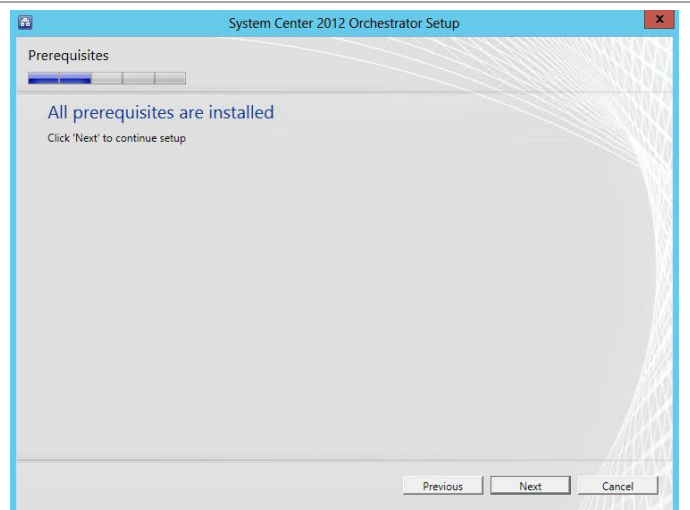 System Center 2012 Orchestrator Setup
x
Prerequisites
All prerequisites are installed
Click 'Next' to continue setup
Previous Next Cancel